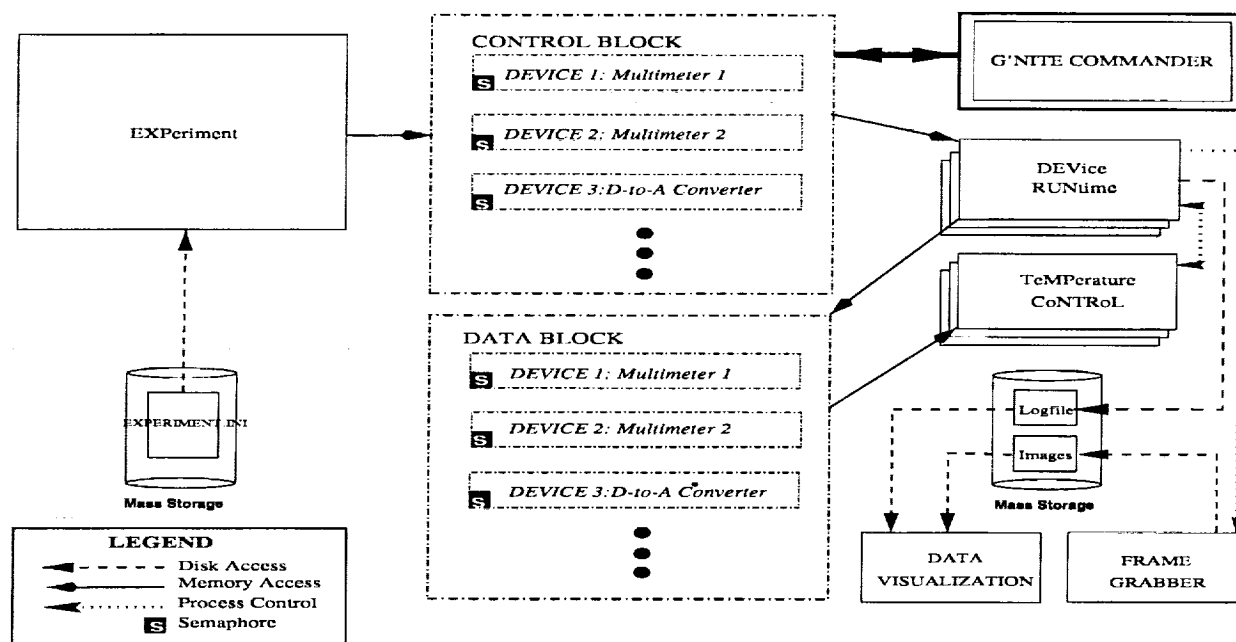 EXPeriment
EXPERIMENT.INI
Mass Storage
LEGEND
Disk Access
Memory Access
Process Control
S Semaphore
CONTROL BLOCK
S DEVICE 1: Multimeter 1
S DEVICE 2: Multimeter 2
S DEVICE 3:D-to-A Converter
DATA BLOCK
S DEVICE 1: Multimeter 1
S DEVICE 2: Multimeter 2
S DEVICE 3:D-to-A Converter
G'NITE COMMANDER
DEVice
RUNtime
TeMPerature
CoNTRoL
Logfile
Images
Mass Storage
DATA
VISUALIZATION
FRAME
GRABBER